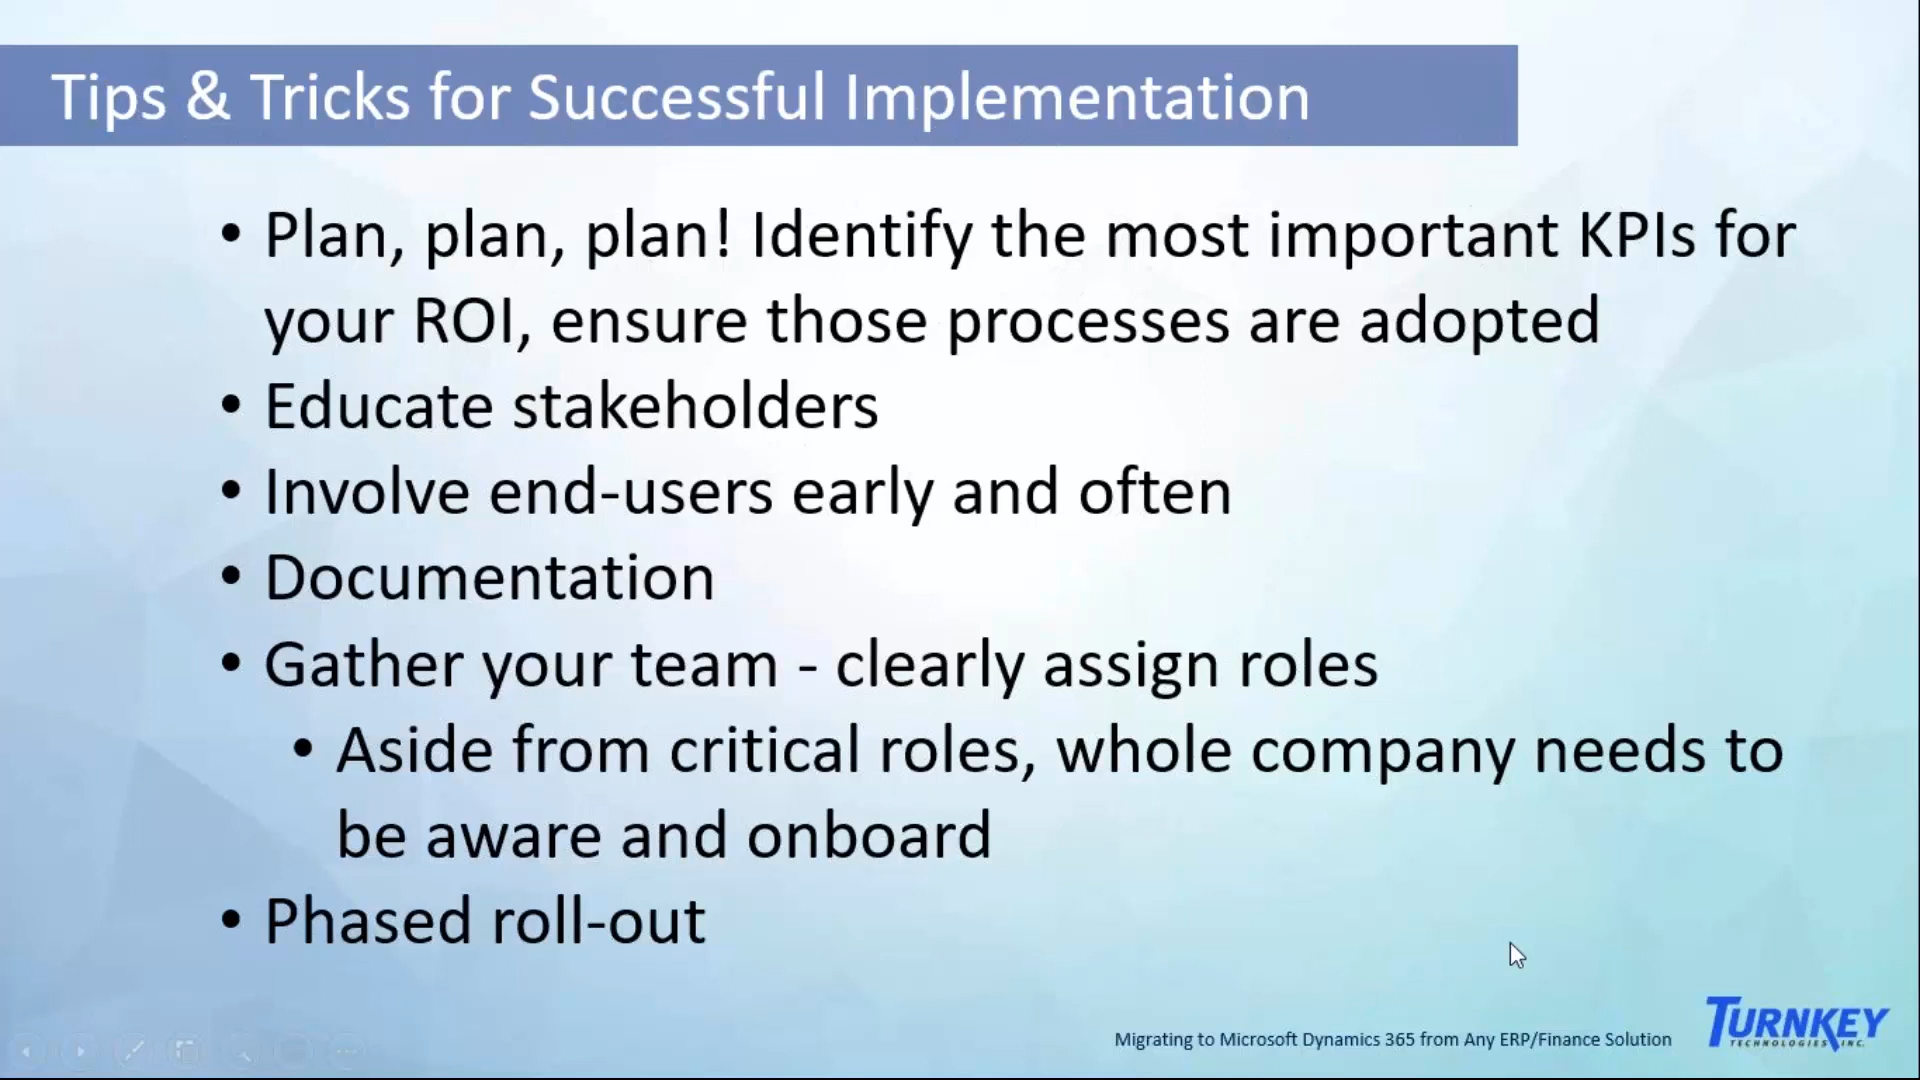 Tips & Tricks for Successful Implementation
• Plan, plan, plan! Identify the most important KPIs for
your ROI, ensure those processes are adopted
• Educate stakeholders
• Involve end-users early and often
• Documentation
• Gather your team - clearly assign roles
• Aside from critical roles, whole company needs to
be aware and onboard
• Phased roll-out
Migrating to Microsoft Dynamics 365 from Any ERP/Finance Solution
TURNKEY
TECHNOLOGIES, INC.